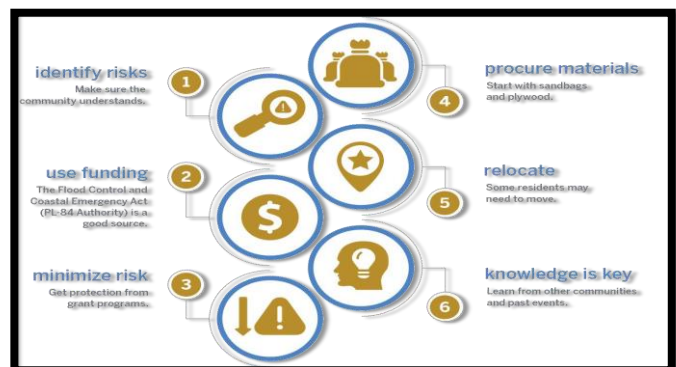 1
identify risks
Make sure the
community understands.
2
use funding
The Flood Control and
Coastal Emergency Act
(PL-84 Authority) is a
good source.
3
minimize risk
Get protection from
grant programs.
4
procure materials
Start with sandbags
and plywood.
5
relocate
Some residents may
need to move.
6
knowledge is key
Learn from other communities
and past events.
$